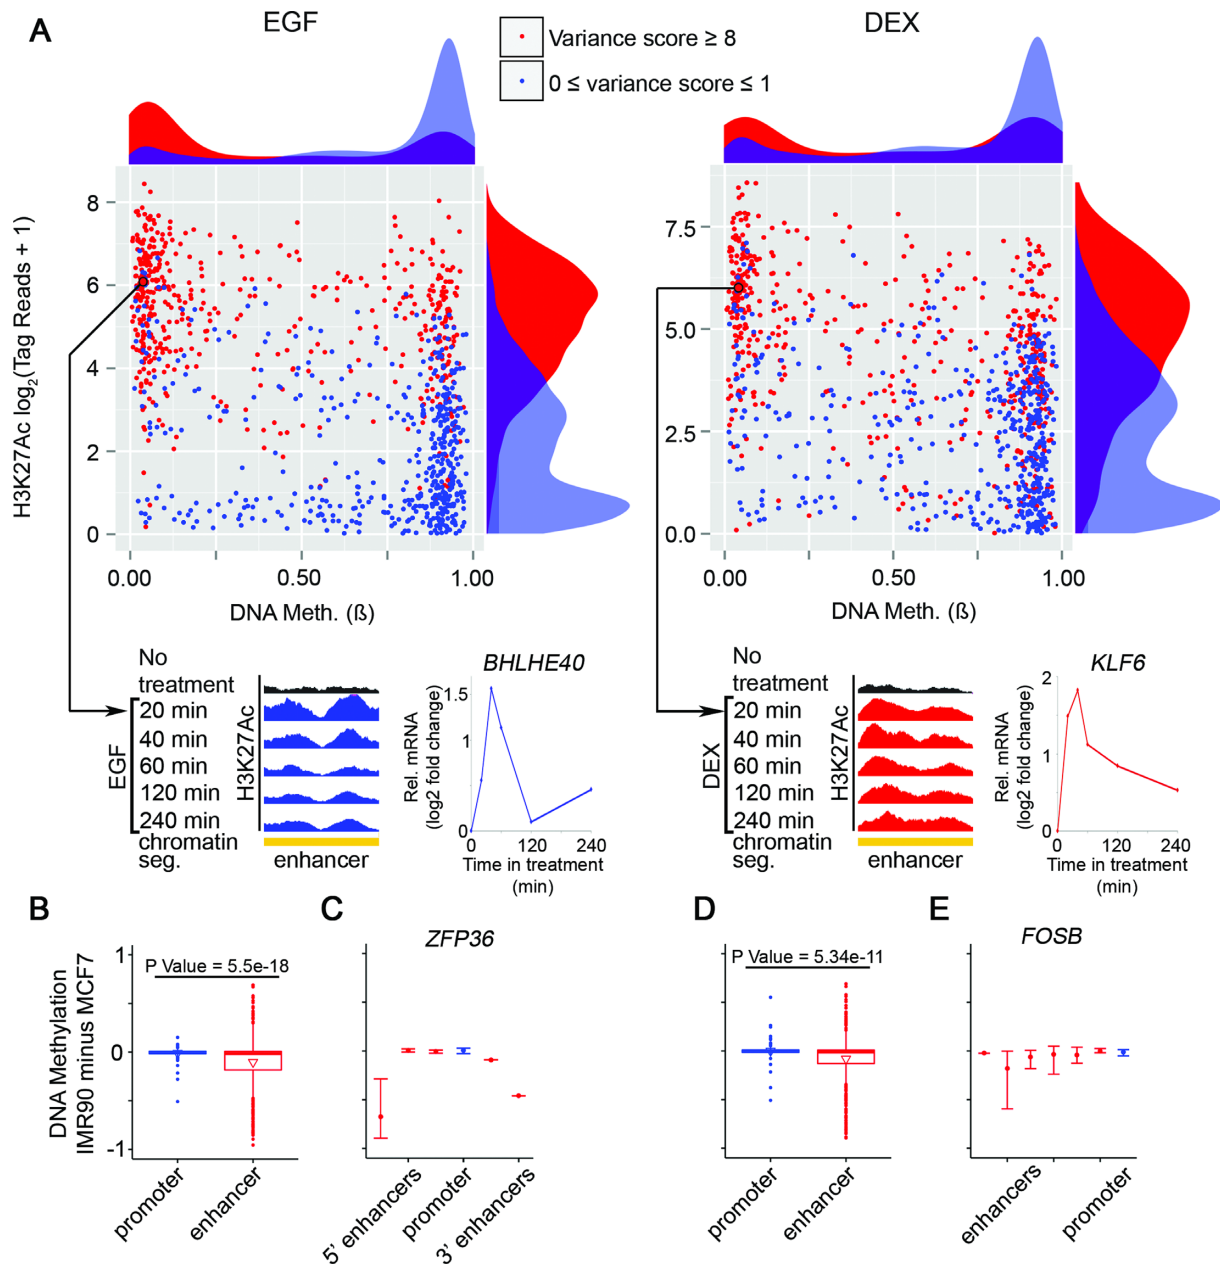 A
EGF
DEX
Variance score ≥ 8
0 ≤ variance score ≤ 1
H3K27Ac log2(Tag Reads + 1)
8
6
4
2
0
0.00
0.50
1.00
DNA Meth. (ß)
7.5
5.0
2.5
0.0
0.00
0.50
1.00
DNA Meth. (ß)
No
treatment
20 min
40 min
60 min
120 min
240 min
chromatin
seg.
EGF
H3K27Ac
enhancer
BHLHE40
Rel. mRNA
(log2 fold change)
1.5
1
0
0
120
240
Time in treatment
(min)
No
treatment
20 min
40 min
60 min
120 min
240 min
chromatin
seg.
DEX
H3K27Ac
enhancer
KLF6
Rel. mRNA
(log2 fold change)
2
1
0
0
120
240
Time in treatment
(min)
B
DNA Methylation
IMR90 minus MCF7
1
0
-1
P Value = 5.5e-18
promoter
enhancer
C
ZFP36
5' enhancers
promoter
3' enhancers
D
P Value = 5.34e-11
promoter
enhancer
E
FOSB
enhancers
promoter